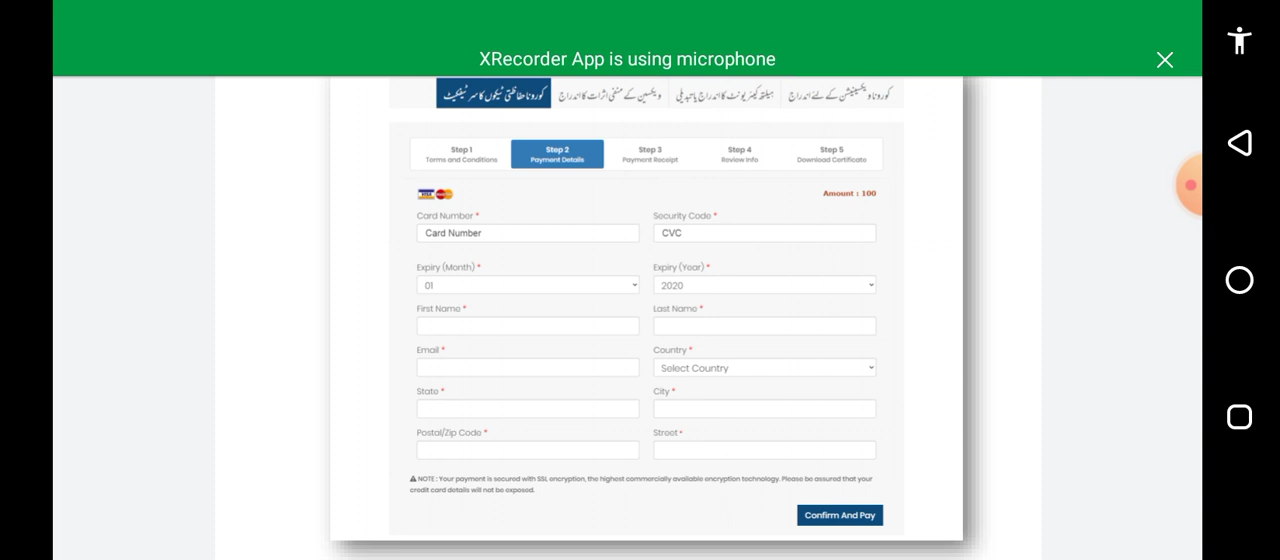 XRecorder App is using microphone
کورونا ویکسینیشن کے لئے اندراج
ہیلتھ کیئر یونٹ کا اندراج یا تبدیلی
ویکسین کے منفی اثرات کا اندراج
کورونا حفاظتی ٹیکوں کا سرٹیفکیٹ
Step 1 Step 2 Step 3 Step 4 Step 5
Terms and Conditions Payment Details Payment Receipt Review Info Download Certificate
VISA Amount : 100
Card Number * Security Code *
Card Number CVC
Expiry (Month) * Expiry (Year) *
01 2020
First Name * Last Name *
Email * Country *
Select Country
State * City *
Postal/Zip Code * Street *
NOTE : Your payment is secured with SSL encryption, the highest commercially available encryption technology. Please be assured that your
credit card details will not be exposed.
Confirm And Pay